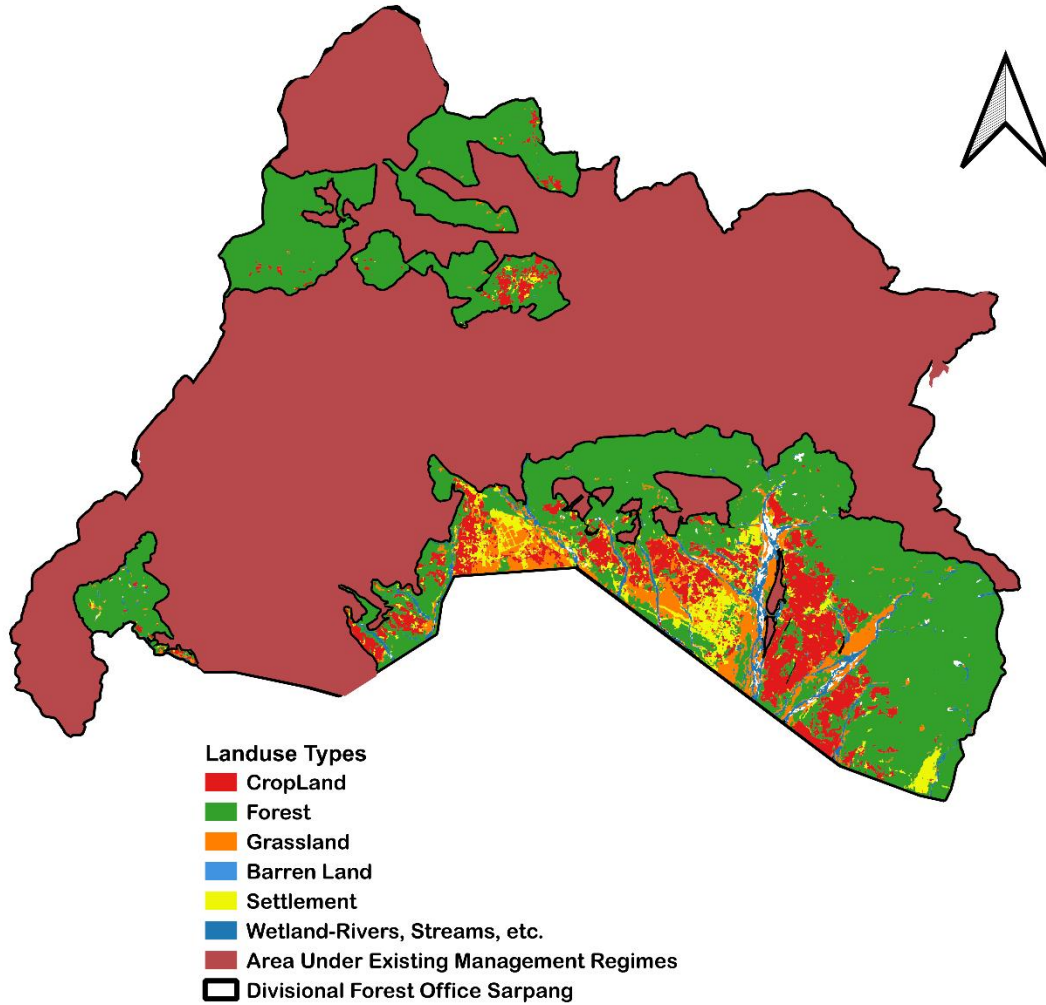 Landuse Types
CropLand
Forest
Grassland
Barren Land
Settlement
Wetland-Rivers, Streams, etc.
Area Under Existing Management Regimes
Divisional Forest Office Sarpang